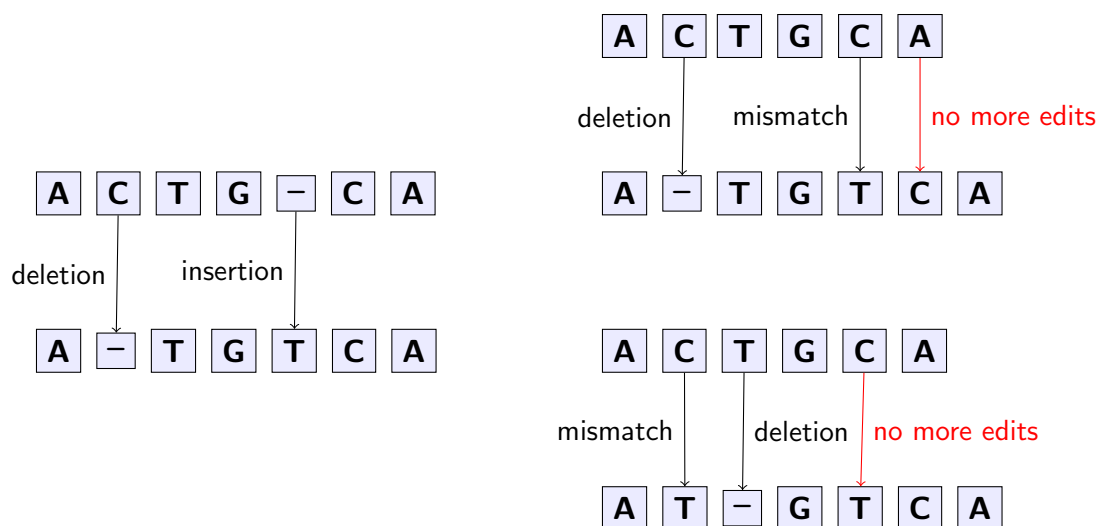 A C T G – C A
deletion insertion
A – T G T C A
A C T G C A
deletion mismatch no more edits
A – T G T C A
A C T G C A
mismatch deletion no more edits
A T – G T C A